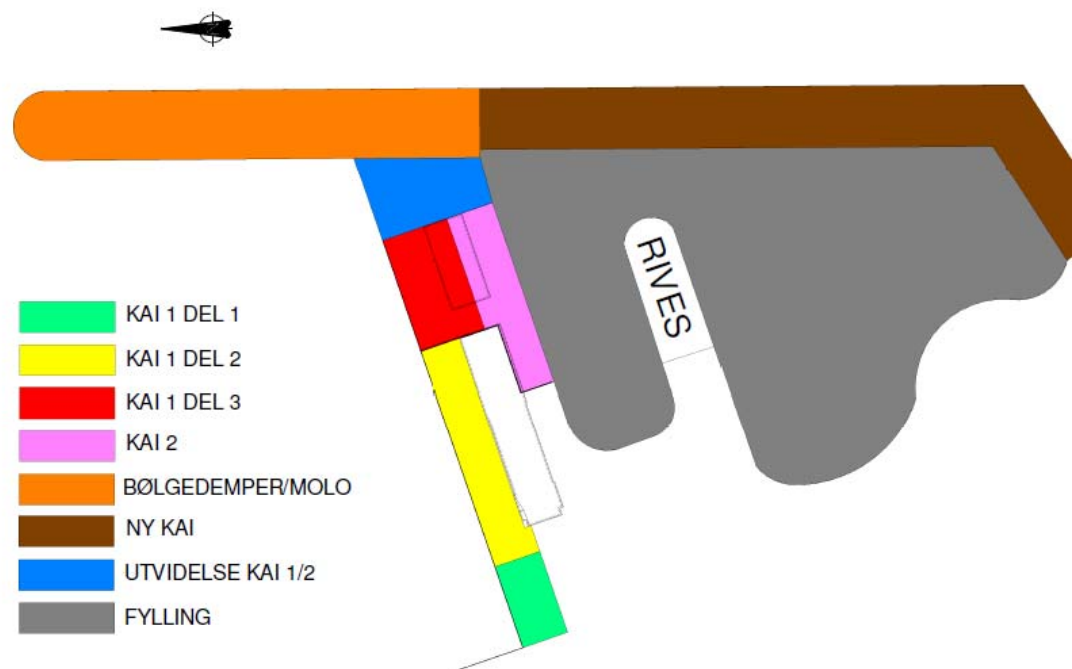 RIVES
KAI 1 DEL 1
KAI 1 DEL 2
KAI 1 DEL 3
KAI 2
BØLGEDEMPER/MOLO
NY KAI
UTVIDELSE KAI 1/2
FYLLING